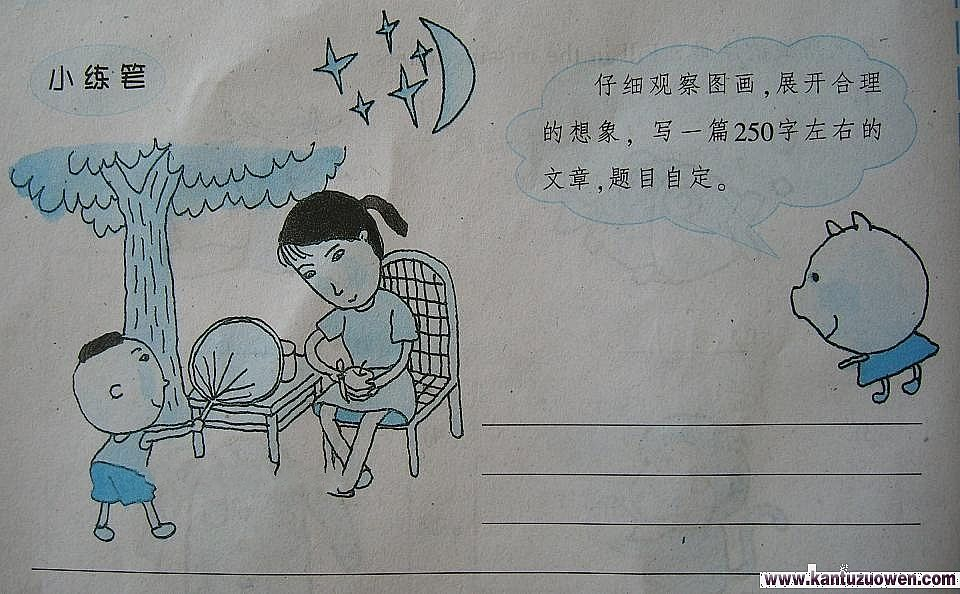 小练笔
仔细观察图画,展开合理
的想象,写一篇250字左右的
文章,题目自定。
www.kantuzuowen.com